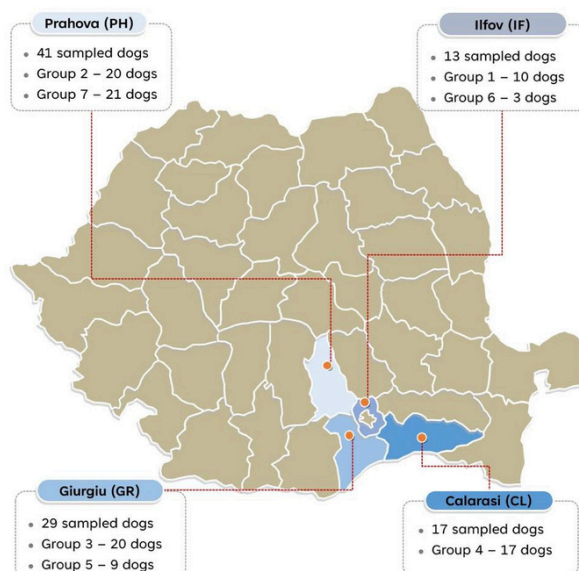 Prahova (PH)
41 sampled dogs
Group 2 – 20 dogs
Group 7 – 21 dogs
Ilfov (IF)
13 sampled dogs
Group 1 – 10 dogs
Group 6 – 3 dogs
Giurgiu (GR)
29 sampled dogs
Group 3 – 20 dogs
Group 5 – 9 dogs
Calarasi (CL)
17 sampled dogs
Group 4 – 17 dogs